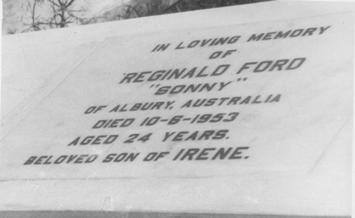 IN LOVING MEMORY
OF
REGINALD FORD
"SONNY"
OF ALBURY, AUSTRALIA
DIED 10-6-1953
AGED 24 YEARS.
BELOVED SON OF IRENE.